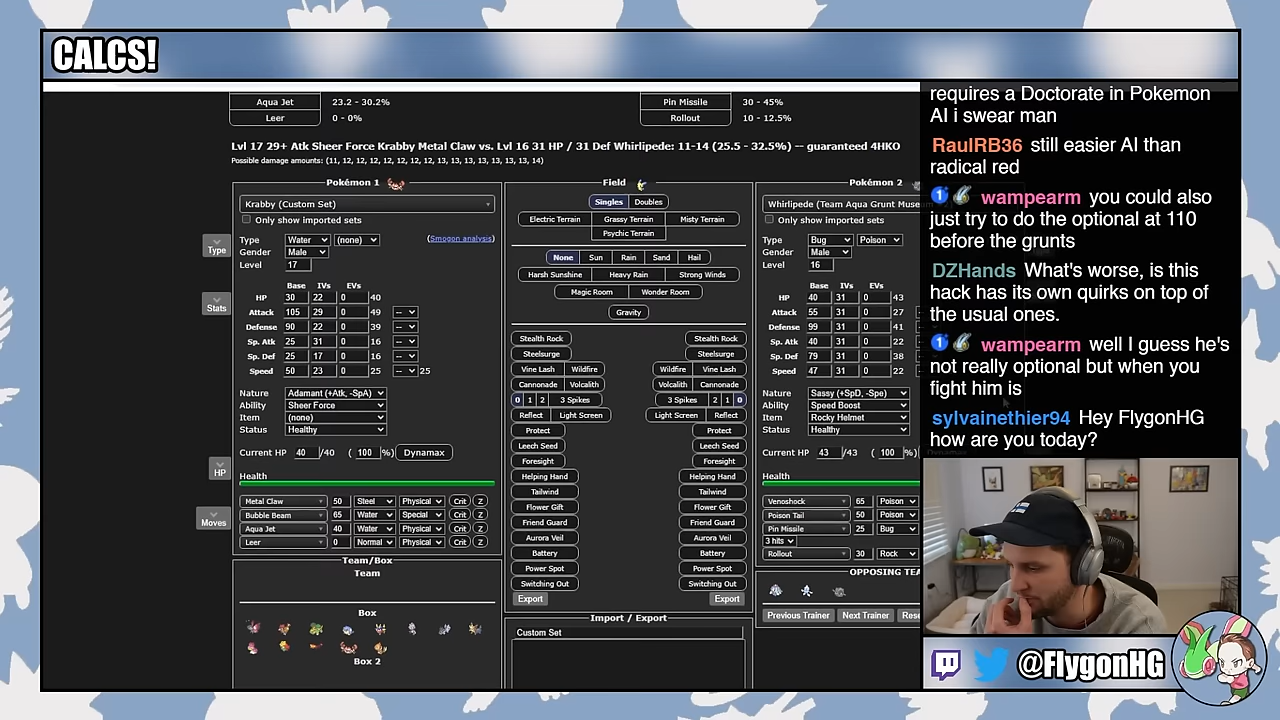 CALCS!
Aqua Jet 23.2 - 30.2%
Leer 0 - 0%
Pin Missile 30 - 45%
Rollout 10 - 12.5%
Lvl 17 29+ Atk Sheer Force Krabby Metal Claw vs. Lvl 16 31 HP / 31 Def Whirlipede: 11-14 (25.5 - 32.5%) -- guaranteed 4HKO
Possible damage amounts: (11, 12, 12, 12, 12, 12, 12, 12, 13, 13, 13, 13, 13, 13, 13, 14)
Pokémon 1
Krabby (Custom Set)
Only show imported sets
Type Water (none) (Smogon analysis)
Gender Male
Level 17
Base IVs EVs
HP 30 22 0 40
Attack 105 29 0 49 --
Defense 90 22 0 39 --
Sp. Atk 25 31 0 16 --
Sp. Def 25 17 0 16 --
Speed 50 23 0 25 -- 25
Nature Adamant (+Atk, -SpA)
Ability Sheer Force
Item (none)
Status Healthy
Current HP 40 /40 ( 100 %) Dynamax
Health
Metal Claw 50 Steel Physical Crit Z
Bubble Beam 65 Water Special Crit Z
Aqua Jet 40 Water Physical Crit Z
Leer 0 Normal Physical Crit Z
Team/Box
Team
Box
Box 2
Type
Stats
HP
Moves
Field
Singles Doubles
Electric Terrain Grassy Terrain Misty Terrain
Psychic Terrain
None Sun Rain Sand Hail
Harsh Sunshine Heavy Rain Strong Winds
Magic Room Wonder Room
Gravity
Stealth Rock Stealth Rock
Steelsurge Steelsurge
Vine Lash Wildfire Wildfire Vine Lash
Cannonade Volcalith Volcalith Cannonade
0 1 2 3 Spikes 3 Spikes 2 1 0
Reflect Light Screen Light Screen Reflect
Protect Protect
Leech Seed Leech Seed
Foresight Foresight
Helping Hand Helping Hand
Tailwind Tailwind
Flower Gift Flower Gift
Friend Guard Friend Guard
Aurora Veil Aurora Veil
Battery Battery
Power Spot Power Spot
Switching Out Switching Out
Export Export
Import / Export
Custom Set
Pokémon 2
Whirlipede (Team Aqua Grunt Muse
Only show imported sets
Type Bug Poison
Gender Male
Level 16
Base IVs EVs
HP 40 31 0 43
Attack 55 31 0 27
Defense 99 31 0 41
Sp. Atk 40 31 0 22
Sp. Def 79 31 0 38
Speed 47 31 0 22
Nature Sassy (+SpD, -Spe)
Ability Speed Boost
Item Rocky Helmet
Status Healthy
Current HP 43 /43 ( 100 %)
Health
Venoshock 65 Poison
Poison Tail 50 Poison
Pin Missile 25 Bug
3 hits
Rollout 30 Rock
OPPOSING TEA
Previous Trainer Next Trainer Rese
requires a Doctorate in Pokemon
AI i swear man
RaulRB36 still easier AI than
radical red
wampearm you could also
just try to do the optional at 110
before the grunts
DZHands What's worse, is this
hack has its own quirks on top of
the usual ones.
wampearm well I guess he's
not really optional but when you
fight him is
sylvainethier94 Hey FlygonHG
how are you today?
@FlygonHG